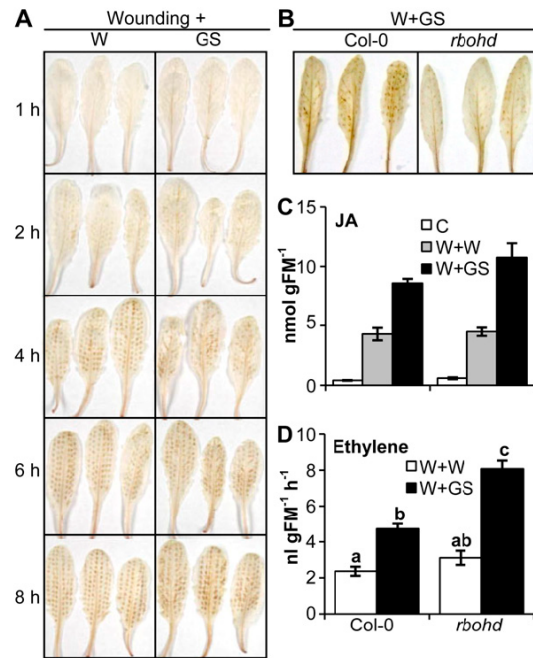 A
Wounding +
W GS
1 h
2 h
4 h
6 h
8 h
B
W+GS
Col-0 rbohd
C
JA
C
W+W
W+GS
nmol gFM⁻¹
15
10
5
0
D
Ethylene
W+W
W+GS
nl gFM⁻¹ h⁻¹
10
8
6
4
2
0
a
b
ab
c
Col-0 rbohd